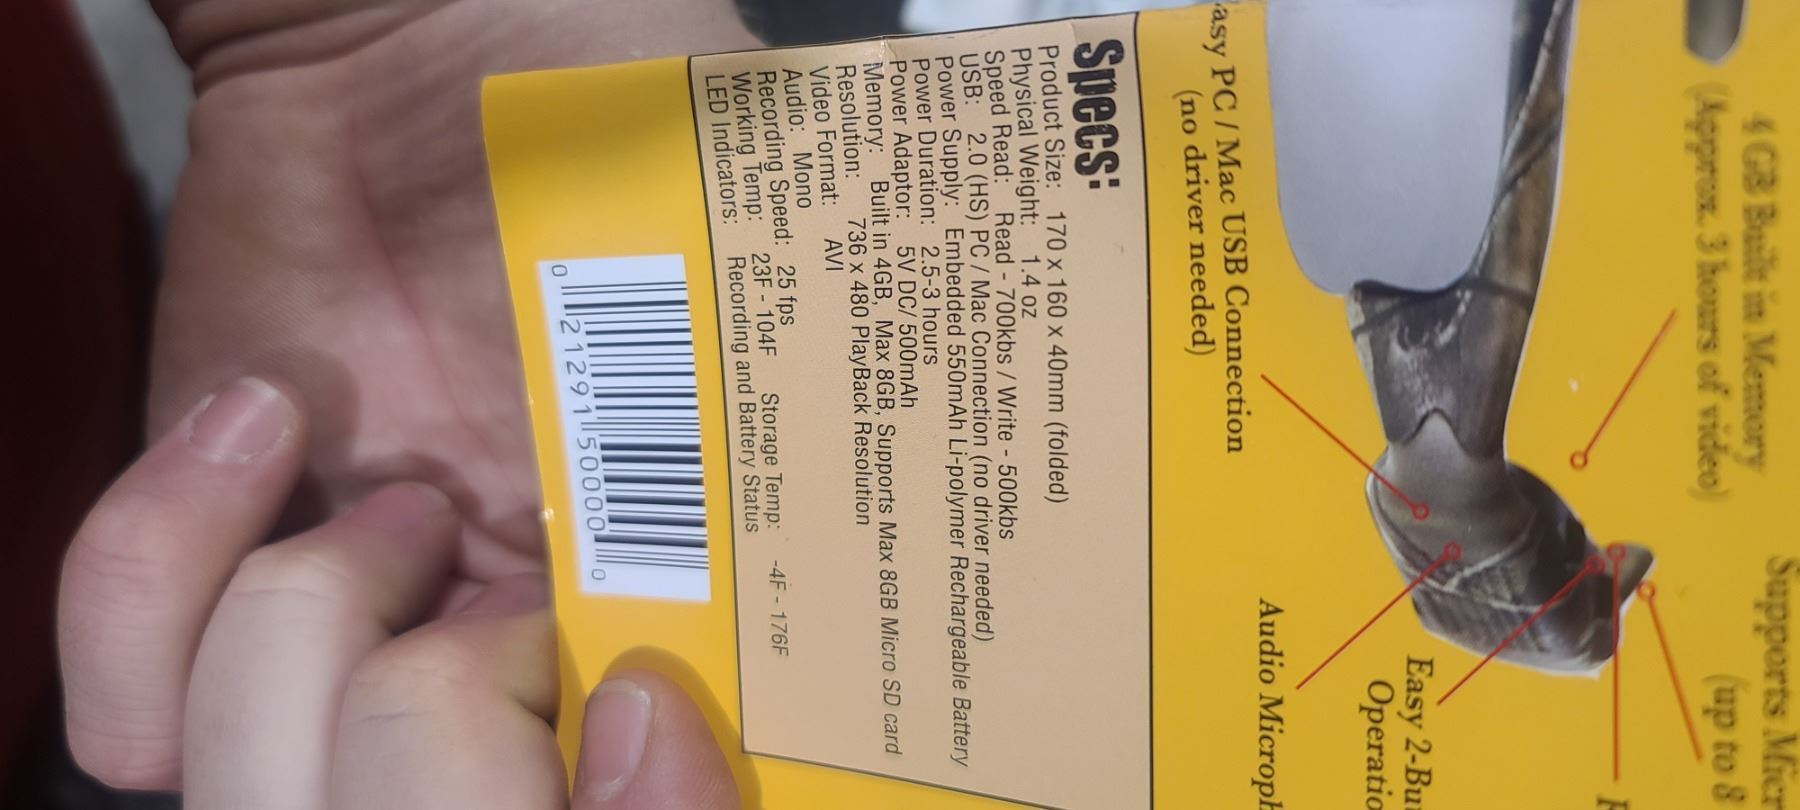 4 GB Built in Memory
(Approx. 3 hours of video)
Supports Micr
(up to 8
asy PC / Mac USB Connection
(no driver needed)
Easy 2-Bu
Operatio
Audio Microph
Specs:
Product Size: 170 x 160 x 40mm (folded)
Physical Weight: 1.4 oz
Speed Read: Read - 700kbs / Write - 500kbs
USB: 2.0 (HS) PC / Mac Connection (no driver needed)
Power Supply: Embedded 550mAh Li-polymer Rechargeable Battery
Power Duration: 2.5-3 hours
Power Adaptor: 5V DC/ 500mAh
Memory: Built in 4GB, Max 8GB, Supports Max 8GB Micro SD card
Resolution: 736 x 480 PlayBack Resolution
Video Format: AVI
Audio: Mono
Recording Speed: 25 fps
Working Temp: 23F - 104F Storage Temp: -4F - 176F
LED Indicators: Recording and Battery Status
0 21291 50000 0